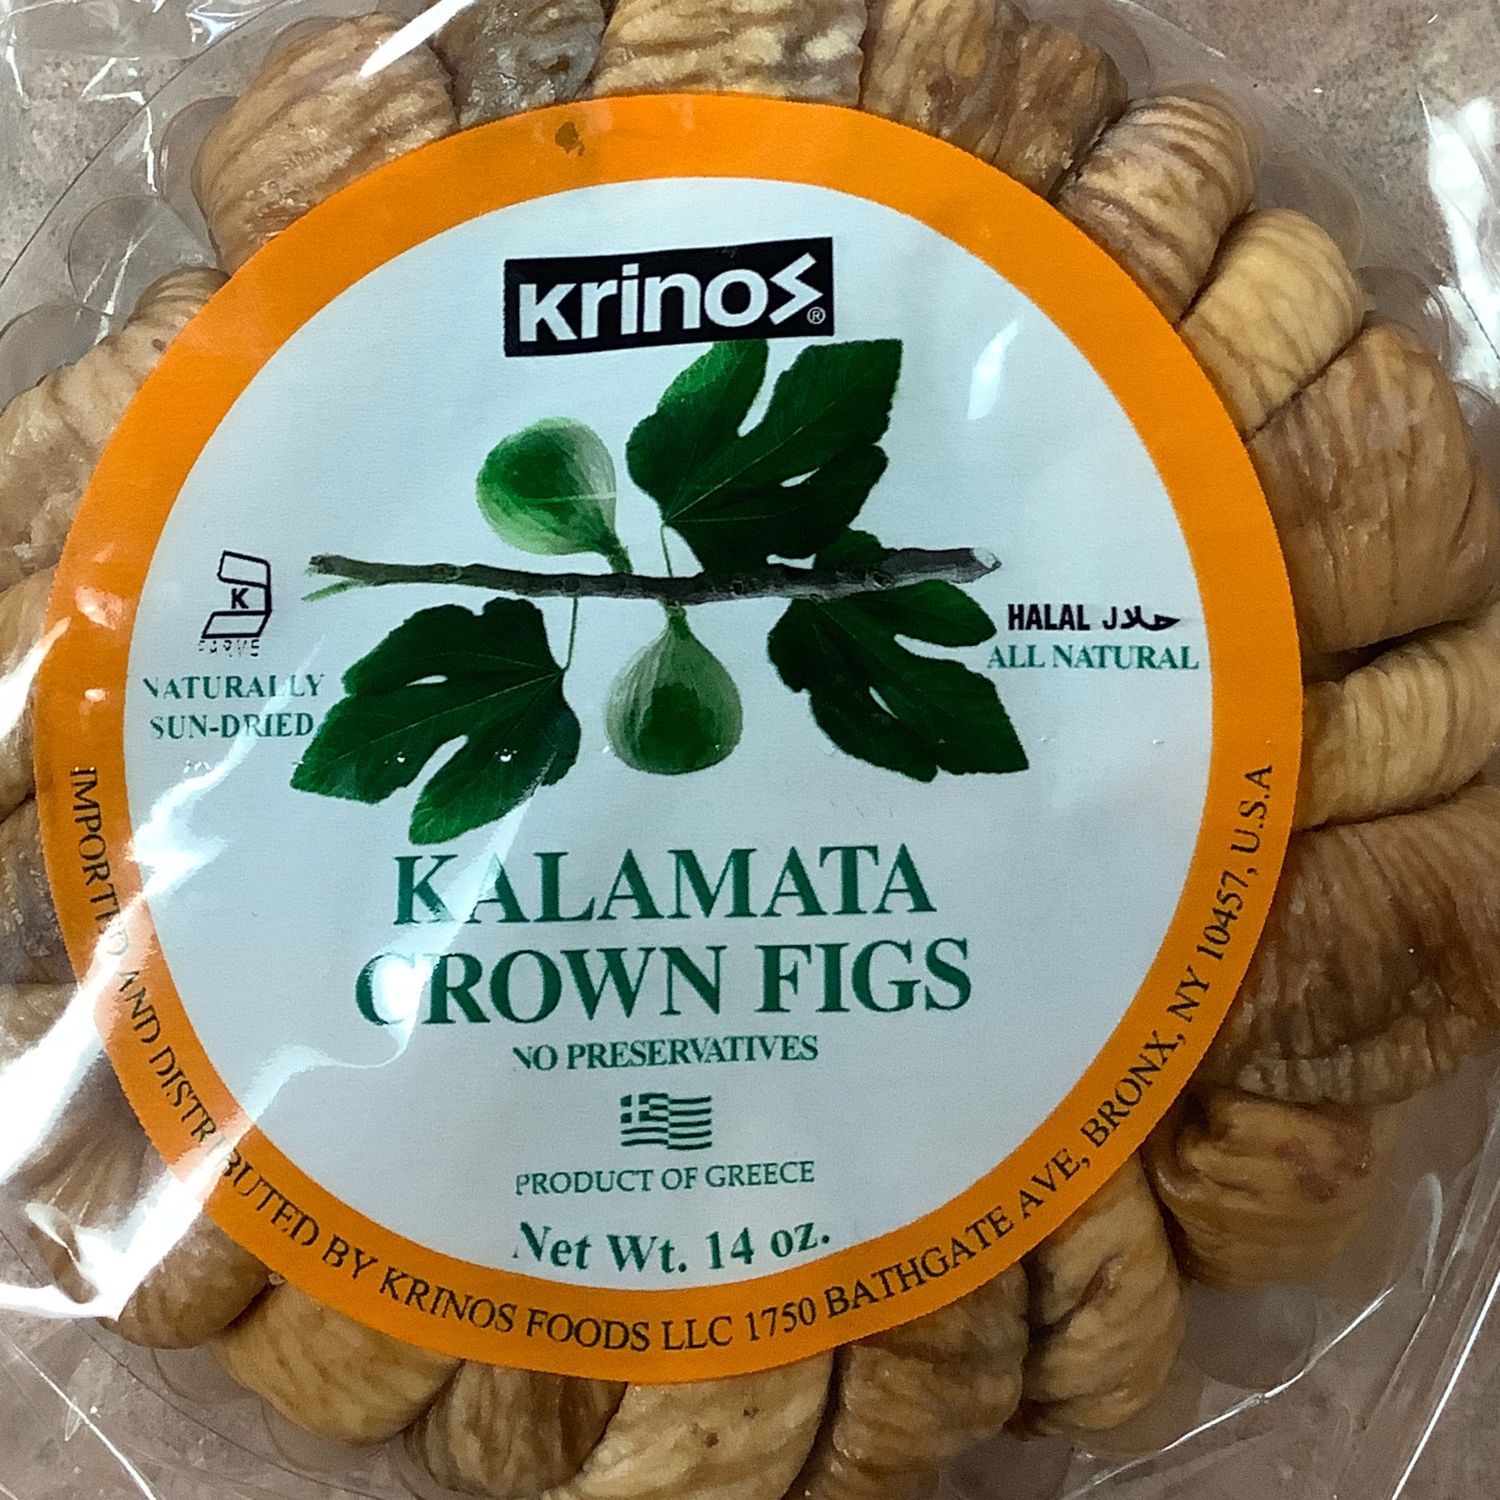 Krinos®
K
PARVE
NATURALLY
SUN-DRIED
HALAL حلال
ALL NATURAL
KALAMATA
CROWN FIGS
NO PRESERVATIVES
PRODUCT OF GREECE
Net Wt. 14 oz.
IMPORTED AND DISTRIBUTED BY KRINOS FOODS LLC 1750 BATHGATE AVE, BRONX, NY 10457, U.S.A